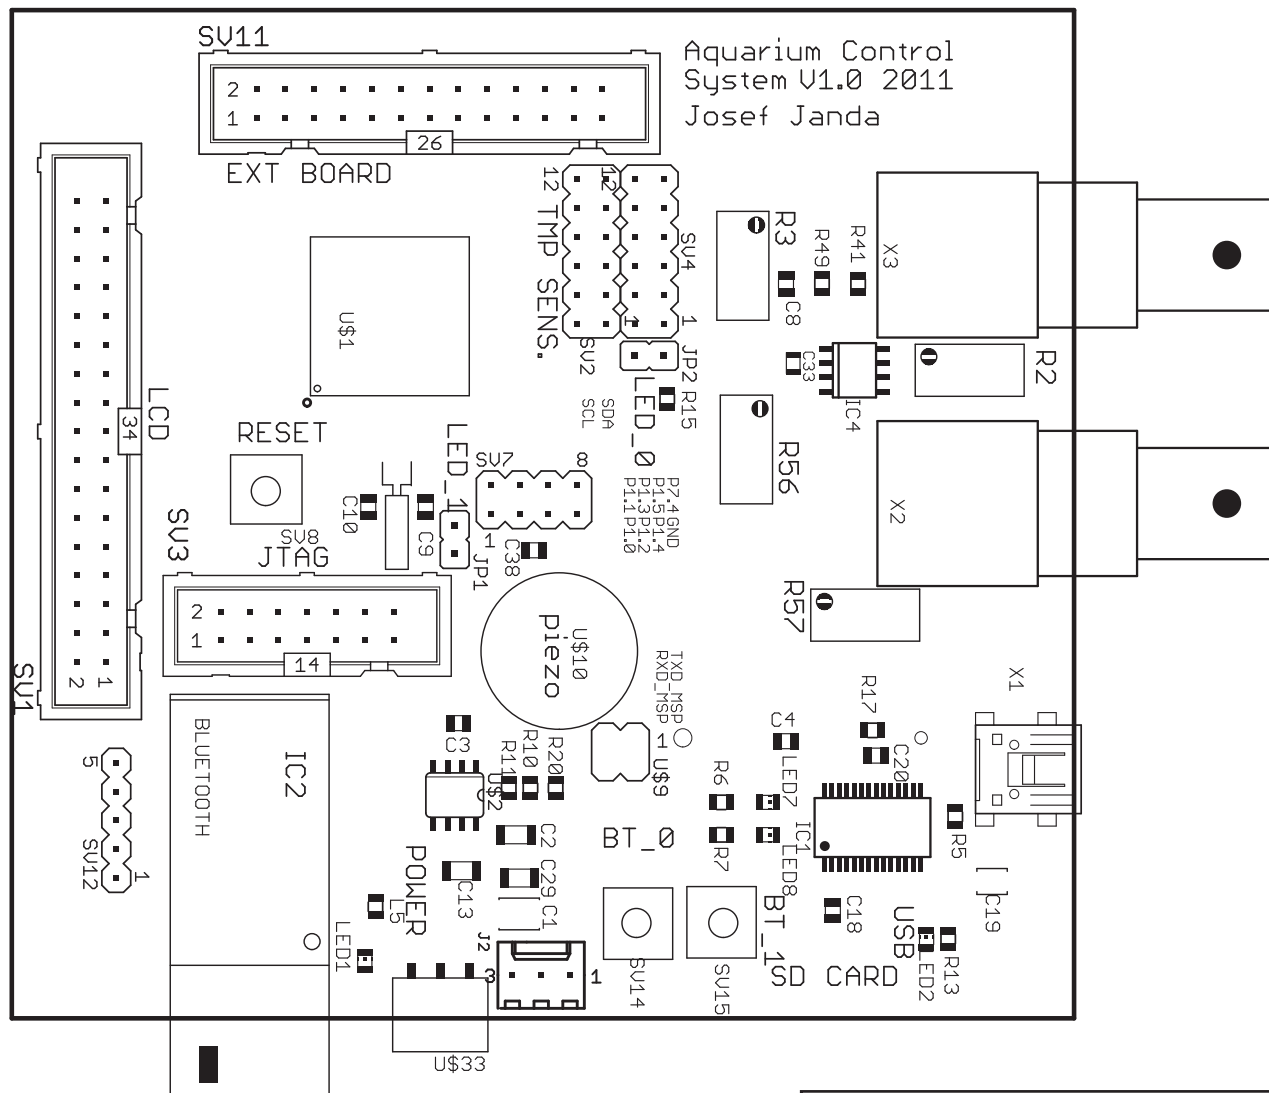 SV11
Aquarium Control
System V1.0 2011
Josef Janda
2
1
26
EXT BOARD
12
12
TMP SENS.
SV4
1
1
SV2
JP2
R3
C8
R49
R41
X3
U$1
LCD
34
RESET
LED_1
SV7
8
1
SCL
SDA
LED_0
R15
C33
IC4
R2
R56
X2
P7.4 GND
P1.5 P1.4
P1.3 P1.2
P1.1 P1.0
SV3
SV8
JTAG
C10
C9
JP1
C38
2
1
14
U$10
piezo
R57
TXD_MSP
RXD_MSP
X1
SV1
2
1
BLUETOOTH
IC2
5
SV12
1
C3
R11
R10
R20
U$2
1
U$9
C4
LED7
R17
C20
R6
R7
IC1
LED8
R5
C2
C29
C13
C1
POWER
BT_0
L5
LED1
J2
3
1
SV14
SV15
BT_1
SD CARD
C18
USB
LED2
R13
C19
U$33